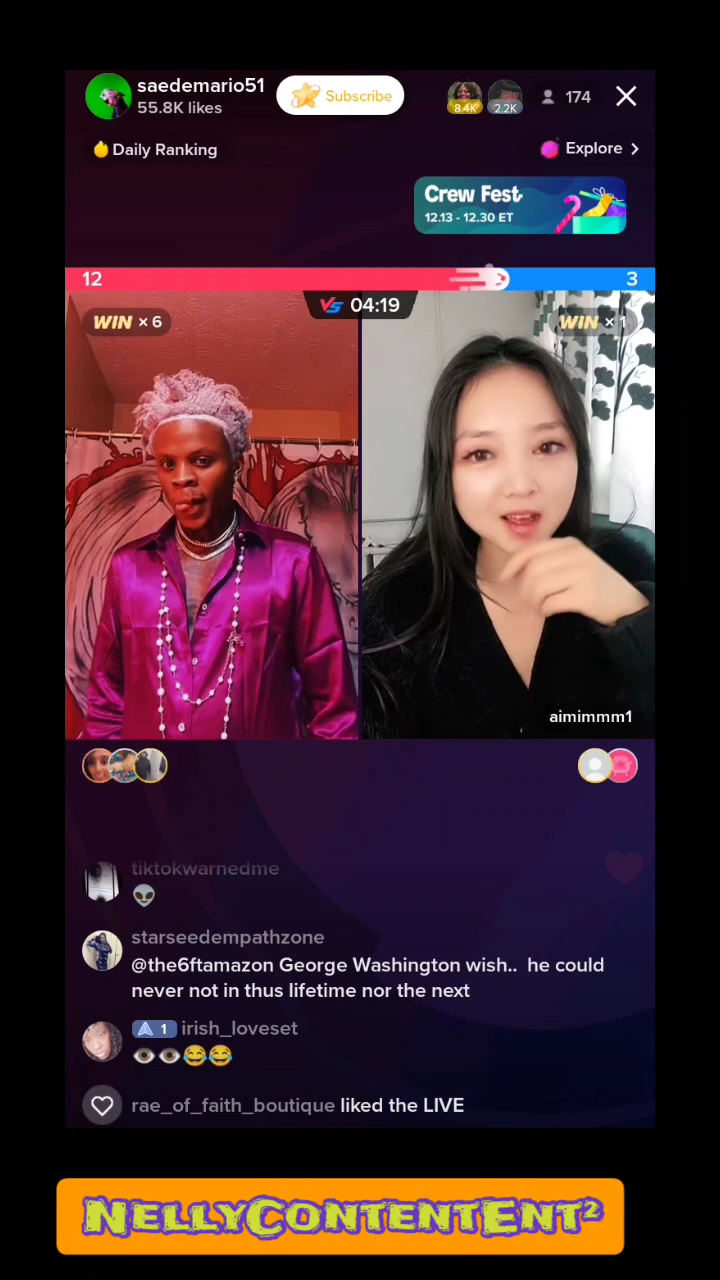 saedemario51
55.8K likes
Subscribe
8.4K
2.2K
174
Daily Ranking
Explore
Crew Fest
12.13 - 12.30 ET
12
3
VS 04:19
WIN × 6
WIN × 1
aimimmm1
tiktokwarnedme
👽
starseedempathzone
@the6ftamazon George Washington wish.. he could
never not in thus lifetime nor the next
1 irish_loveset
👁👁😂😂
rae_of_faith_boutique liked the LIVE
NELLYCONTENTENT²